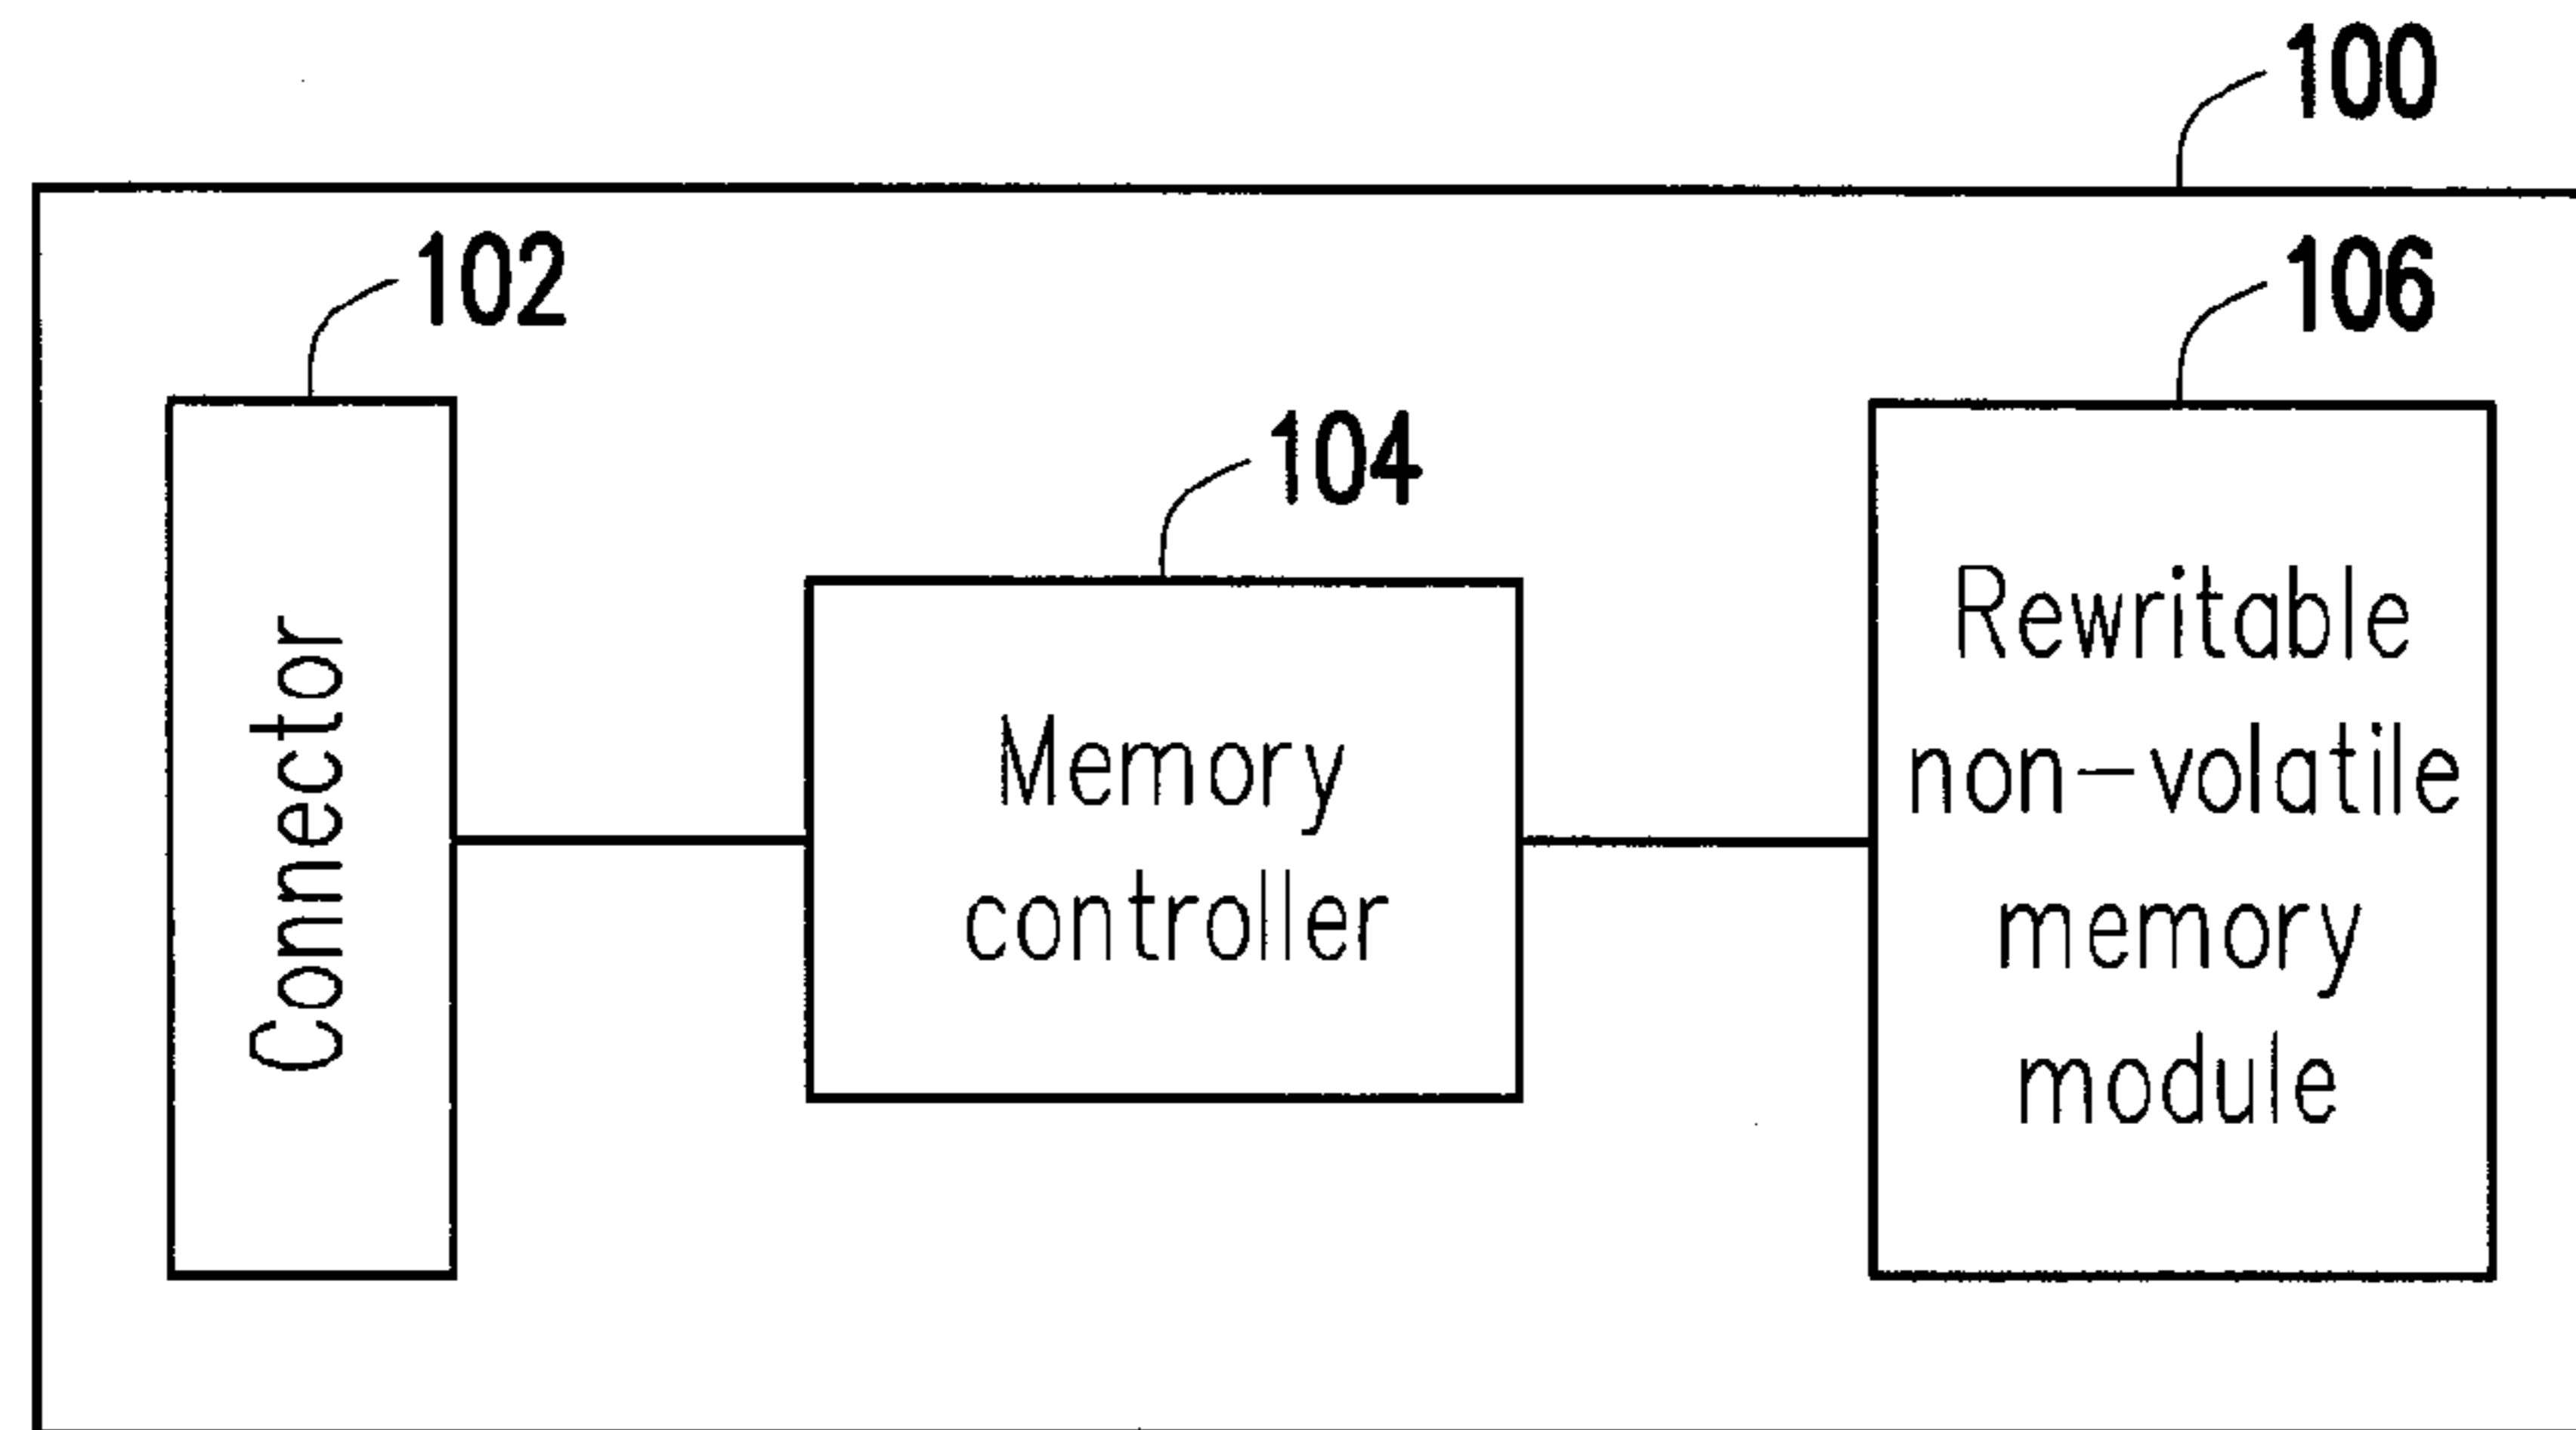 100
102
106
104
Connector
Memory
controller
Rewritable
non-volatile
memory
module